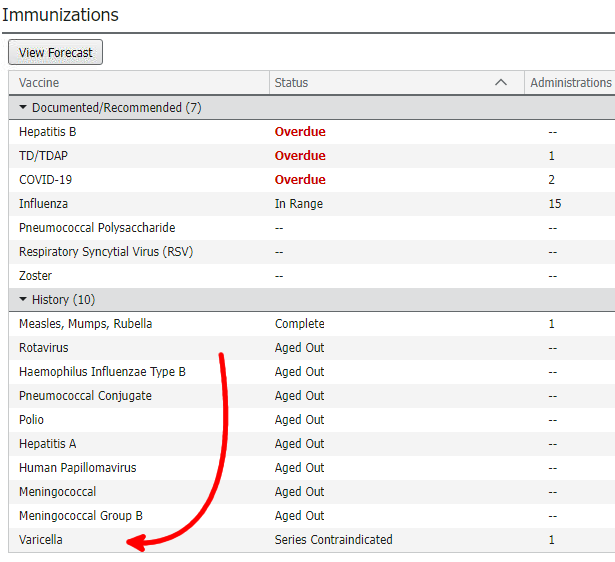 Immunizations
View Forecast
Vaccine Status Administrations
Documented/Recommended (7)
Hepatitis B Overdue --
TD/TDAP Overdue 1
COVID-19 Overdue 2
Influenza In Range 15
Pneumococcal Polysaccharide -- --
Respiratory Syncytial Virus (RSV) -- --
Zoster -- --
History (10)
Measles, Mumps, Rubella Complete 1
Rotavirus Aged Out --
Haemophilus Influenzae Type B Aged Out --
Pneumococcal Conjugate Aged Out --
Polio Aged Out --
Hepatitis A Aged Out --
Human Papillomavirus Aged Out --
Meningococcal Aged Out --
Meningococcal Group B Aged Out --
Varicella Series Contraindicated 1